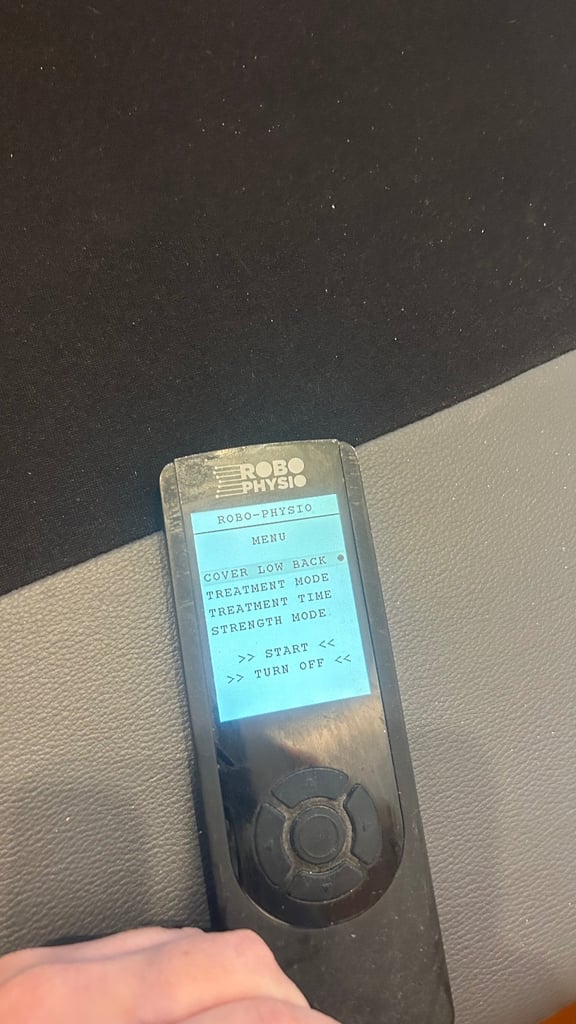 ROBO
PHYSIO
ROBO-PHYSIO
MENU
COVER LOW BACK
TREATMENT MODE
TREATMENT TIME
STRENGTH MODE
>> START <<
>> TURN OFF <<